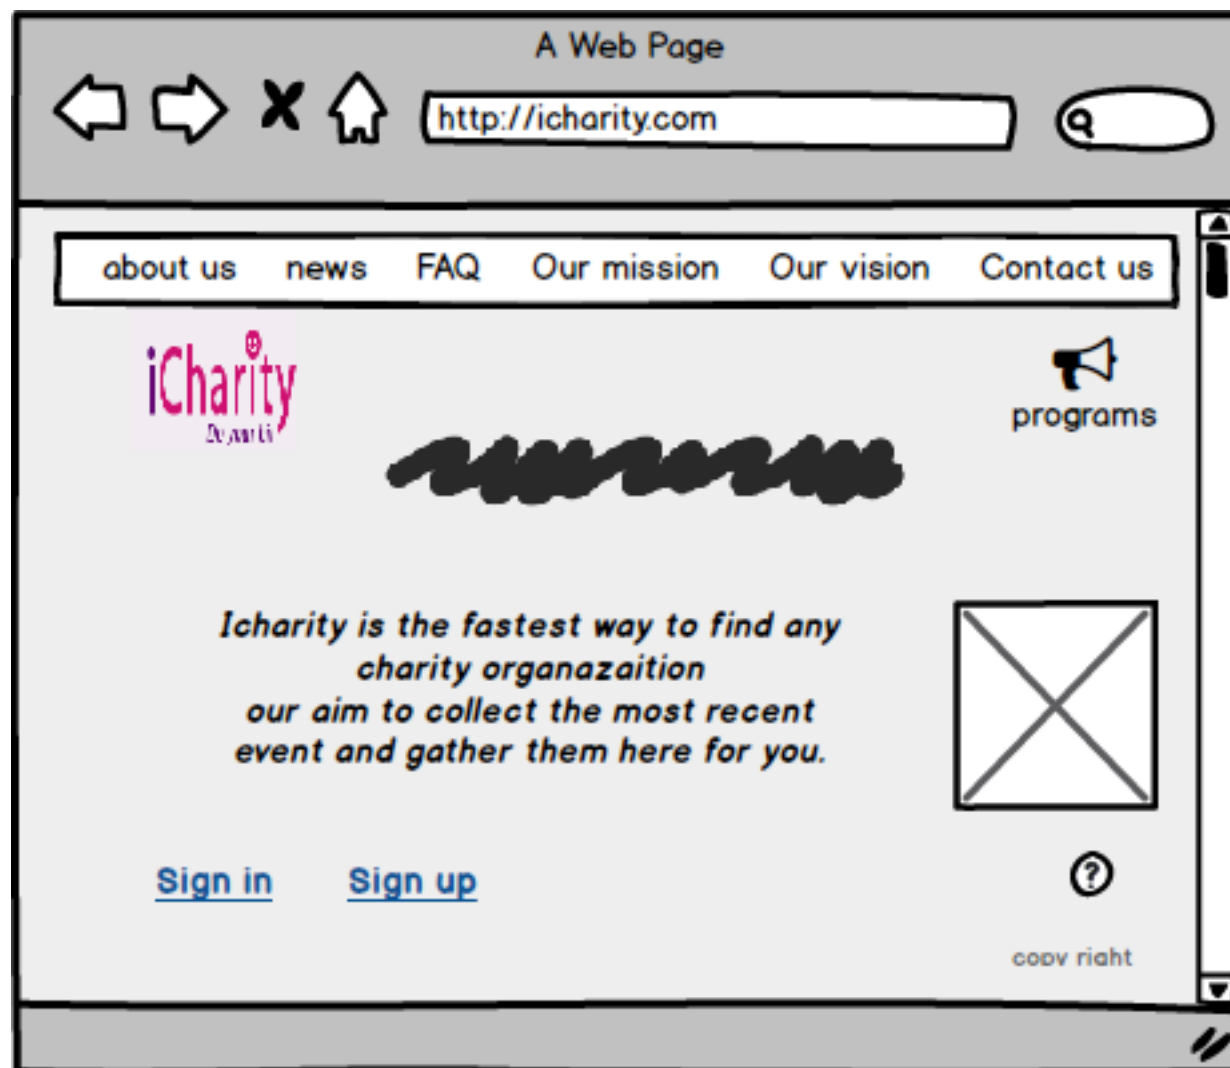 A Web Page
http://icharity.com
about us news FAQ Our mission Our vision Contact us
iCharity
programs
Icharity is the fastest way to find any
charity organazaition
our aim to collect the most recent
event and gather them here for you.
Sign in Sign up
?
copy right